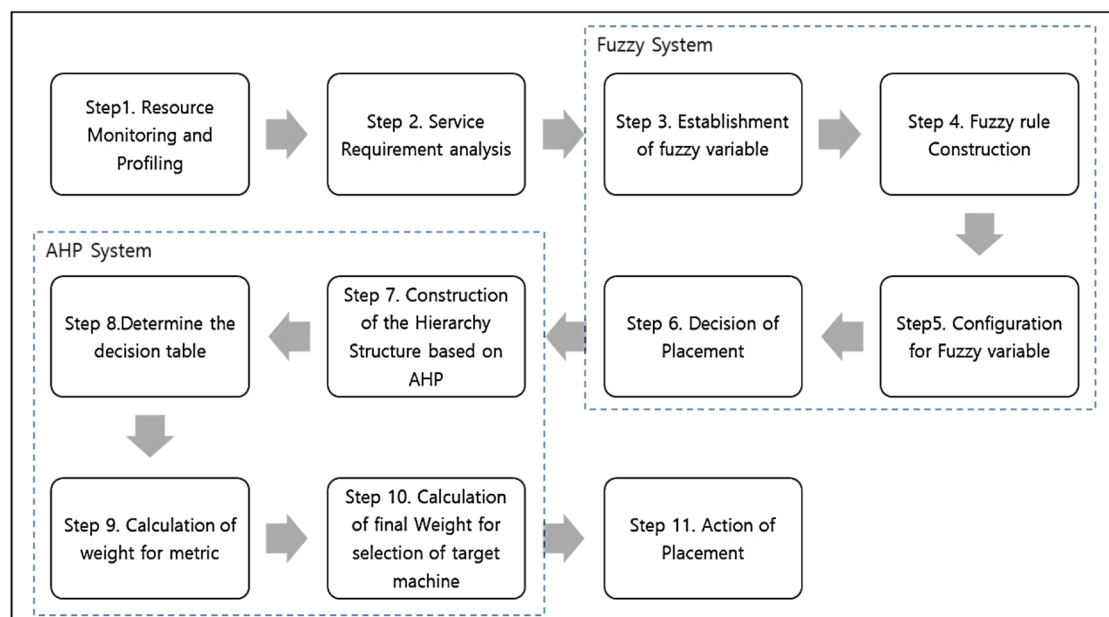 Fuzzy System
Step1. Resource
Monitoring and
Profiling
Step 2. Service
Requirement analysis
Step 3. Establishment
of fuzzy variable
Step 4. Fuzzy rule
Construction
AHP System
Step 8.Determine the
decision table
Step 7. Construction
of the Hierarchy
Structure based on
AHP
Step 6. Decision of
Placement
Step5. Configuration
for Fuzzy variable
Step 9. Calculation of
weight for metric
Step 10. Calculation
of final Weight for
selection of target
machine
Step 11. Action of
Placement